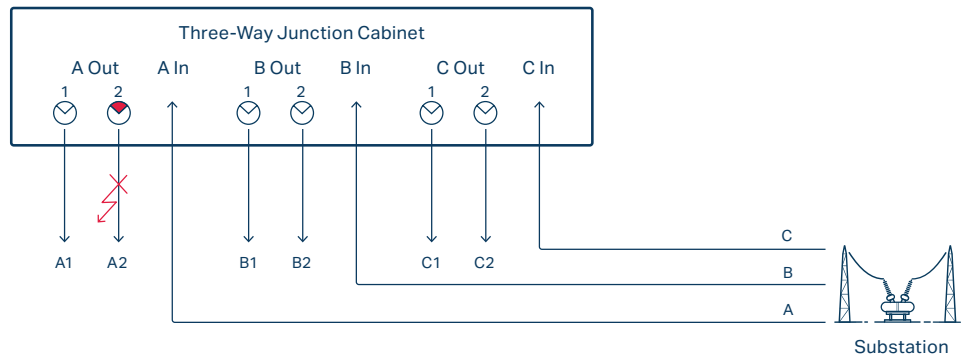 Three-Way Junction Cabinet
A Out A In B Out B In C Out C In
1 2 1 2 1 2
A1 A2 B1 B2 C1 C2
C
B
A
Substation